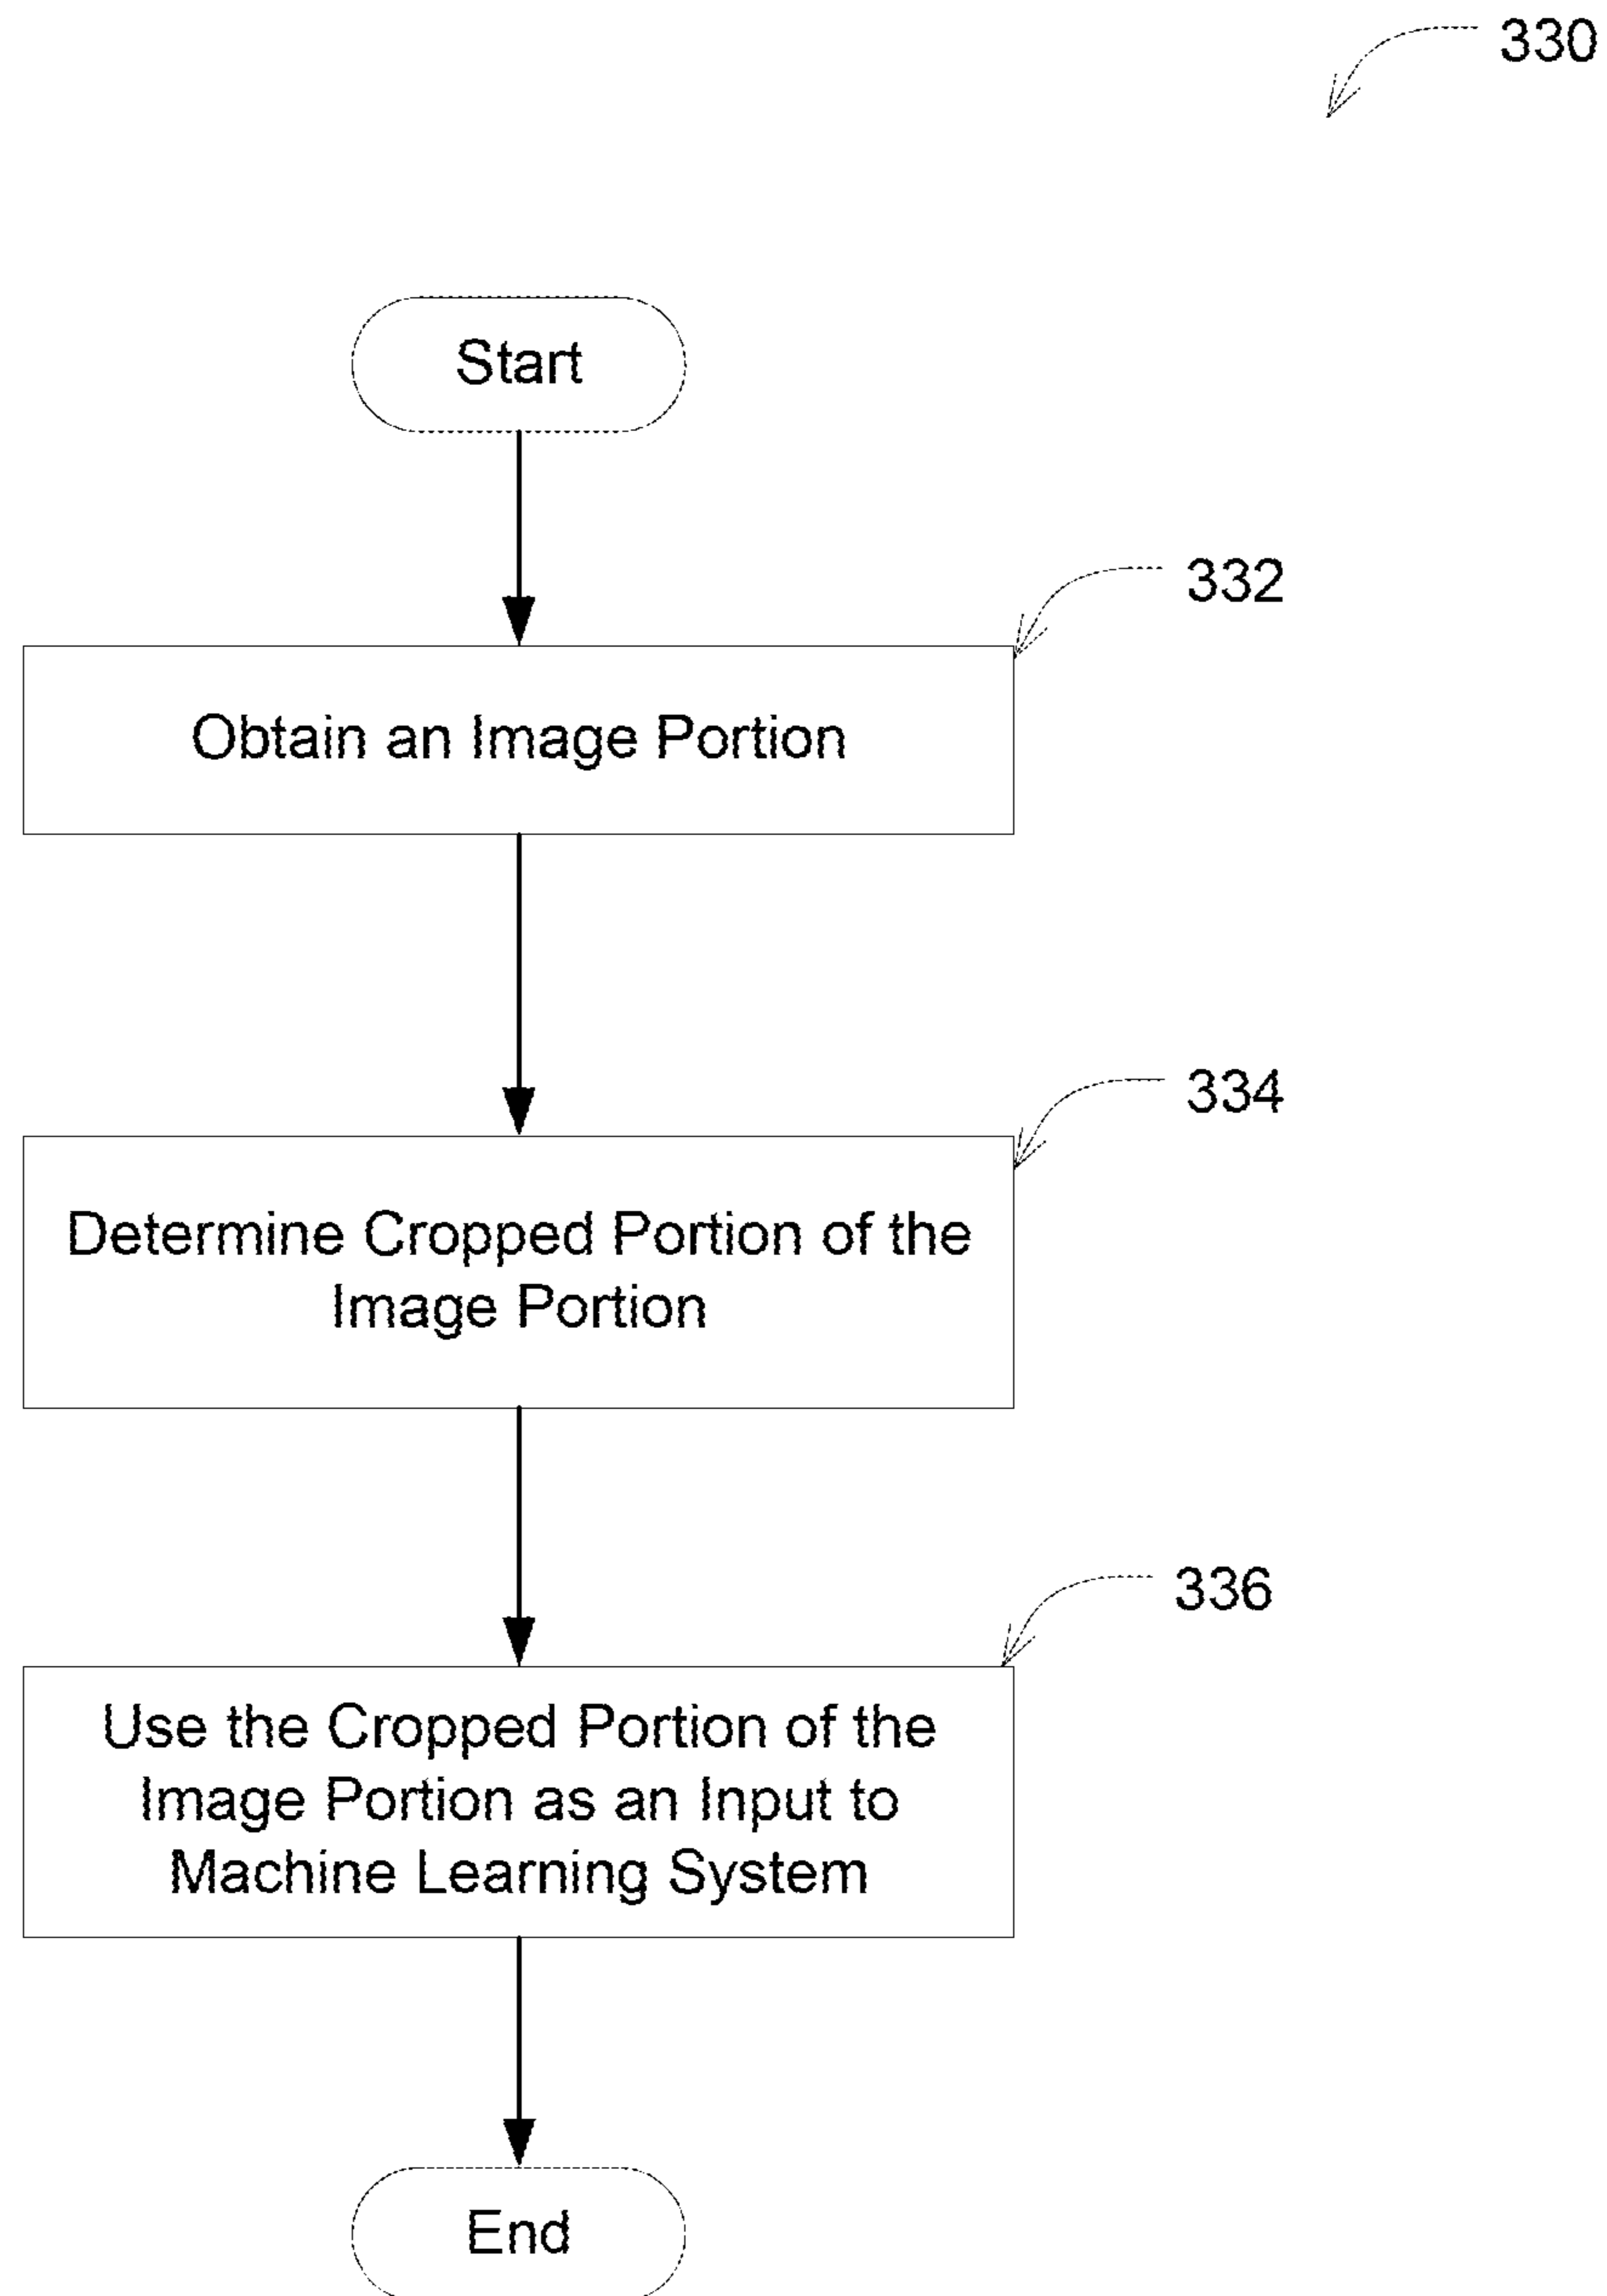 330
Start
332
Obtain an Image Portion
334
Determine Cropped Portion of the
Image Portion
336
Use the Cropped Portion of the
Image Portion as an Input to
Machine Learning System
End